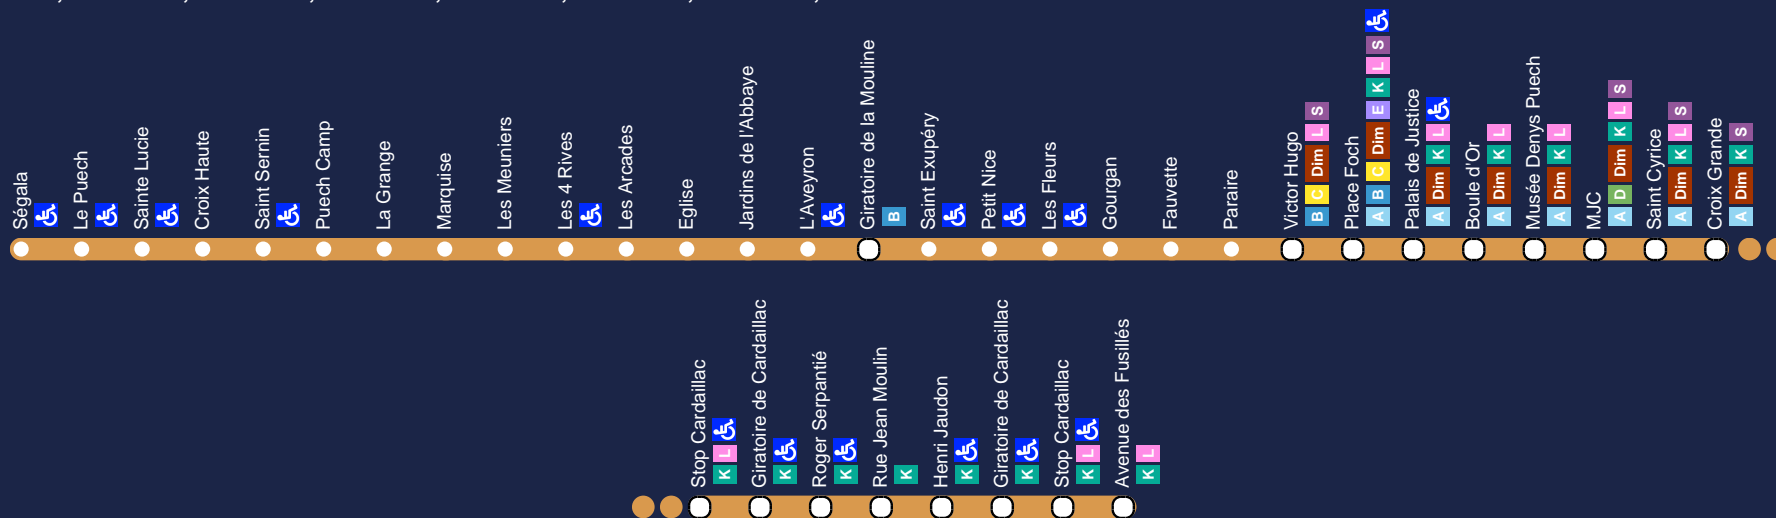 Ségala
Le Puech
Sainte Lucie
Croix Haute
Saint Sernin
Puech Camp
La Grange
Marquise
Les Meuniers
Les 4 Rives
Les Arcades
Eglise
Jardins de l'Abbaye
L'Aveyron
Giratoire de la Mouline
B
Saint Exupéry
Petit Nice
Les Fleurs
Gourgan
Fauvette
Paraire
Victor Hugo
B C Dim L S
Place Foch
A B C Dim E K L S
Palais de Justice
A Dim K L
Boule d'Or
A Dim K L
Musée Denys Puech
A Dim K L
MJC
A D Dim K L S
Saint Cyrice
A Dim K L S
Croix Grande
A Dim K S
Stop Cardaillac
K L
Giratoire de Cardaillac
K
Roger Serpantié
K
Rue Jean Moulin
K
Henri Jaudon
K
Giratoire de Cardaillac
K
Stop Cardaillac
K L
Avenue des Fusillés
K L